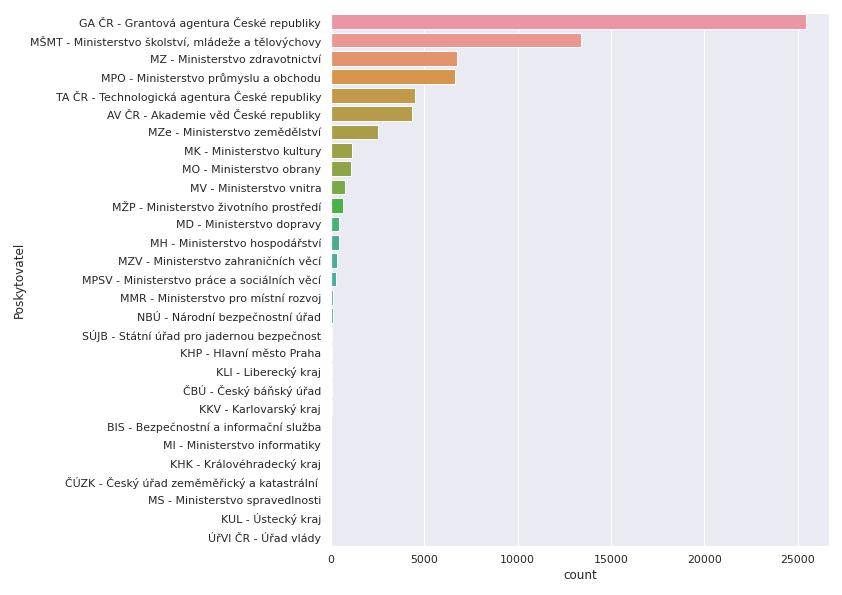 Poskytovatel
GA ČR - Grantová agentura České republiky
MŠMT - Ministerstvo školství, mládeže a tělovýchovy
MZ - Ministerstvo zdravotnictví
MPO - Ministerstvo průmyslu a obchodu
TA ČR - Technologická agentura České republiky
AV ČR - Akademie věd České republiky
MZe - Ministerstvo zemědělství
MK - Ministerstvo kultury
MO - Ministerstvo obrany
MV - Ministerstvo vnitra
MŽP - Ministerstvo životního prostředí
MD - Ministerstvo dopravy
MH - Ministerstvo hospodářství
MZV - Ministerstvo zahraničních věcí
MPSV - Ministerstvo práce a sociálních věcí
MMR - Ministerstvo pro místní rozvoj
NBÚ - Národní bezpečnostní úřad
SÚJB - Státní úřad pro jadernou bezpečnost
KHP - Hlavní město Praha
KLI - Liberecký kraj
ČBÚ - Český báňský úřad
KKV - Karlovarský kraj
BIS - Bezpečnostní a informační služba
MI - Ministerstvo informatiky
KHK - Královéhradecký kraj
ČÚZK - Český úřad zeměměřický a katastrální
MS - Ministerstvo spravedlnosti
KUL - Ústecký kraj
ÚřVl ČR - Úřad vlády
0 5000 10000 15000 20000 25000
count